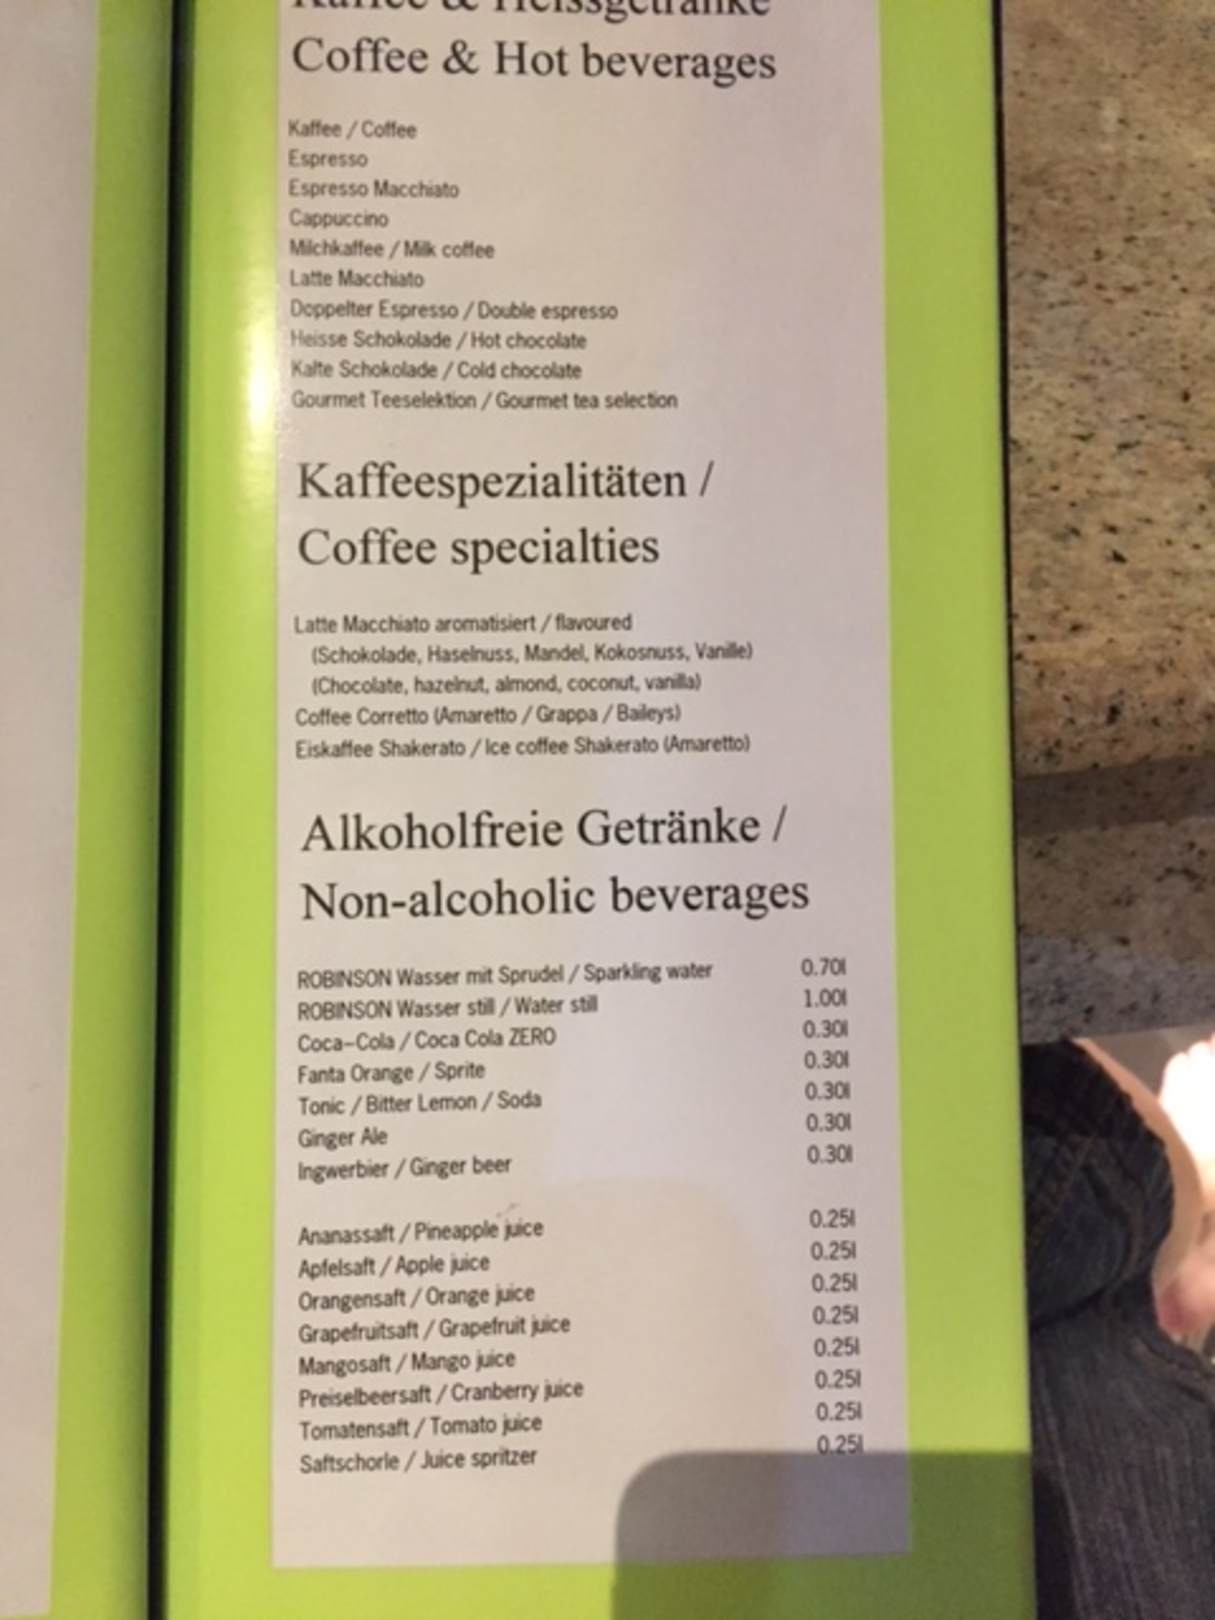 Kaffee & Heissgetränke
Coffee & Hot beverages
Kaffee / Coffee
Espresso
Espresso Macchiato
Cappuccino
Milchkaffee / Milk coffee
Latte Macchiato
Doppelter Espresso / Double espresso
Heisse Schokolade / Hot chocolate
Kalte Schokolade / Cold chocolate
Gourmet Teeselektion / Gourmet tea selection
Kaffeespezialitäten /
Coffee specialties
Latte Macchiato aromatisiert / flavoured
(Schokolade, Haselnuss, Mandel, Kokosnuss, Vanille)
(Chocolate, hazelnut, almond, coconut, vanilla)
Coffee Corretto (Amaretto / Grappa / Baileys)
Eiskaffee Shakerato / Ice coffee Shakerato (Amaretto)
Alkoholfreie Getränke /
Non-alcoholic beverages
ROBINSON Wasser mit Sprudel / Sparkling water 0.70l
ROBINSON Wasser still / Water still 1.00l
Coca-Cola / Coca Cola ZERO 0.30l
Fanta Orange / Sprite 0.30l
Tonic / Bitter Lemon / Soda 0.30l
Ginger Ale 0.30l
Ingwerbier / Ginger beer 0.30l
Ananassaft / Pineapple juice 0.25l
Apfelsaft / Apple juice 0.25l
Orangensaft / Orange juice 0.25l
Grapefruitsaft / Grapefruit juice 0.25l
Mangosaft / Mango juice 0.25l
Preiselbeersaft / Cranberry juice 0.25l
Tomatensaft / Tomato juice 0.25l
Saftschorle / Juice spritzer 0.25l